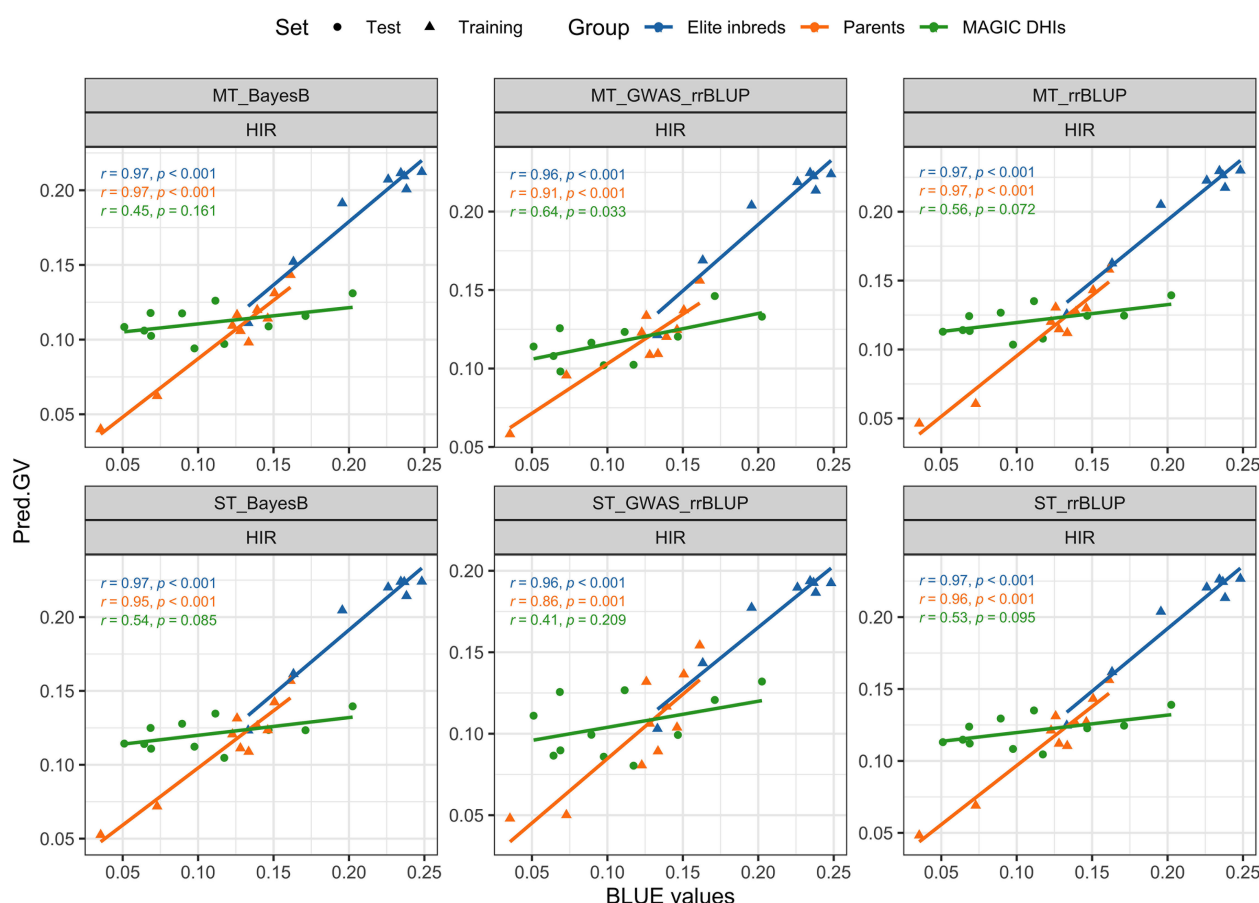 Set Test Training Group Elite inbreds Parents MAGIC DHIs
MT_BayesB
HIR
r = 0.97, p < 0.001
r = 0.97, p < 0.001
r = 0.45, p = 0.161
0.20
0.15
0.10
0.05
0.05 0.10 0.15 0.20 0.25
MT_GWAS_rrBLUP
HIR
r = 0.96, p < 0.001
r = 0.91, p < 0.001
r = 0.64, p = 0.033
0.20
0.15
0.10
0.05
0.05 0.10 0.15 0.20 0.25
MT_rrBLUP
HIR
r = 0.97, p < 0.001
r = 0.97, p < 0.001
r = 0.56, p = 0.072
0.20
0.15
0.10
0.05
0.05 0.10 0.15 0.20 0.25
Pred.GV
ST_BayesB
HIR
r = 0.97, p < 0.001
r = 0.95, p < 0.001
r = 0.54, p = 0.085
0.20
0.15
0.10
0.05
0.05 0.10 0.15 0.20 0.25
ST_GWAS_rrBLUP
HIR
r = 0.96, p < 0.001
r = 0.86, p = 0.001
r = 0.41, p = 0.209
0.20
0.15
0.10
0.05
0.05 0.10 0.15 0.20 0.25
ST_rrBLUP
HIR
r = 0.97, p < 0.001
r = 0.96, p < 0.001
r = 0.53, p = 0.095
0.20
0.15
0.10
0.05
0.05 0.10 0.15 0.20 0.25
BLUE values